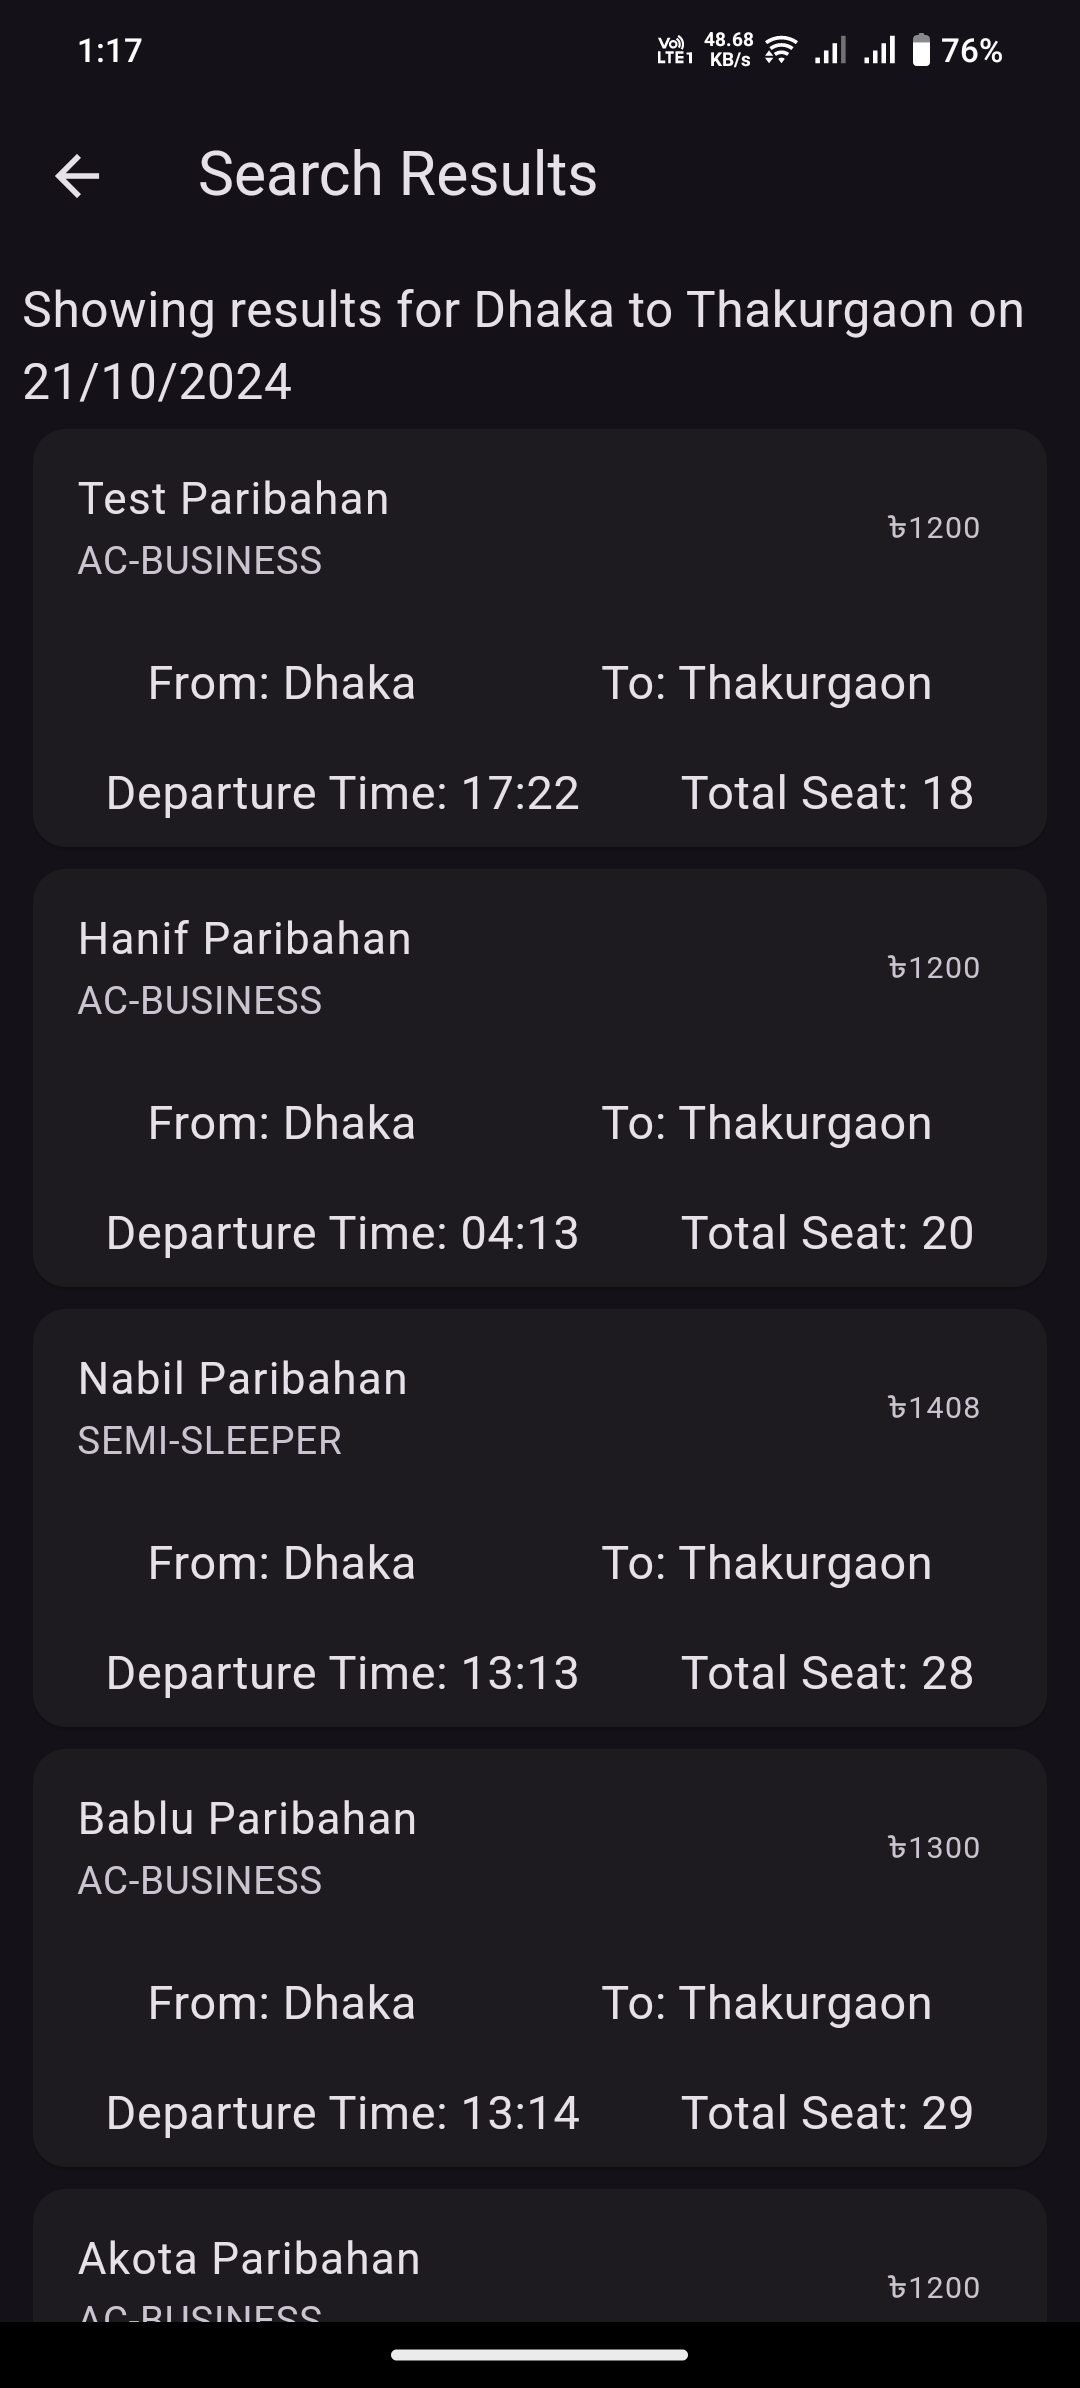 1:17 VoLTE1 48.68 KB/s 76%
Search Results
Showing results for Dhaka to Thakurgaon on
21/10/2024
Test Paribahan
৳1200
AC-BUSINESS
From: Dhaka To: Thakurgaon
Departure Time: 17:22 Total Seat: 18
Hanif Paribahan
৳1200
AC-BUSINESS
From: Dhaka To: Thakurgaon
Departure Time: 04:13 Total Seat: 20
Nabil Paribahan
৳1408
SEMI-SLEEPER
From: Dhaka To: Thakurgaon
Departure Time: 13:13 Total Seat: 28
Bablu Paribahan
৳1300
AC-BUSINESS
From: Dhaka To: Thakurgaon
Departure Time: 13:14 Total Seat: 29
Akota Paribahan
৳1200
AC-BUSINESS